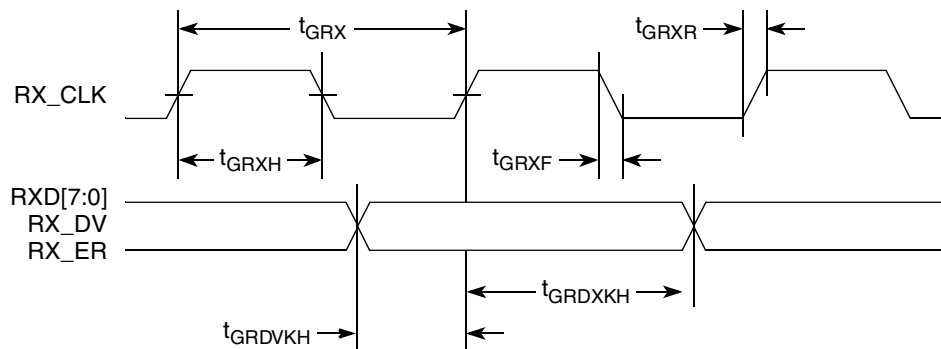 tGRX
tGRXR
RX_CLK
tGRXH
tGRXF
RXD[7:0]
RX_DV
RX_ER
tGRDXKH
tGRDVKH